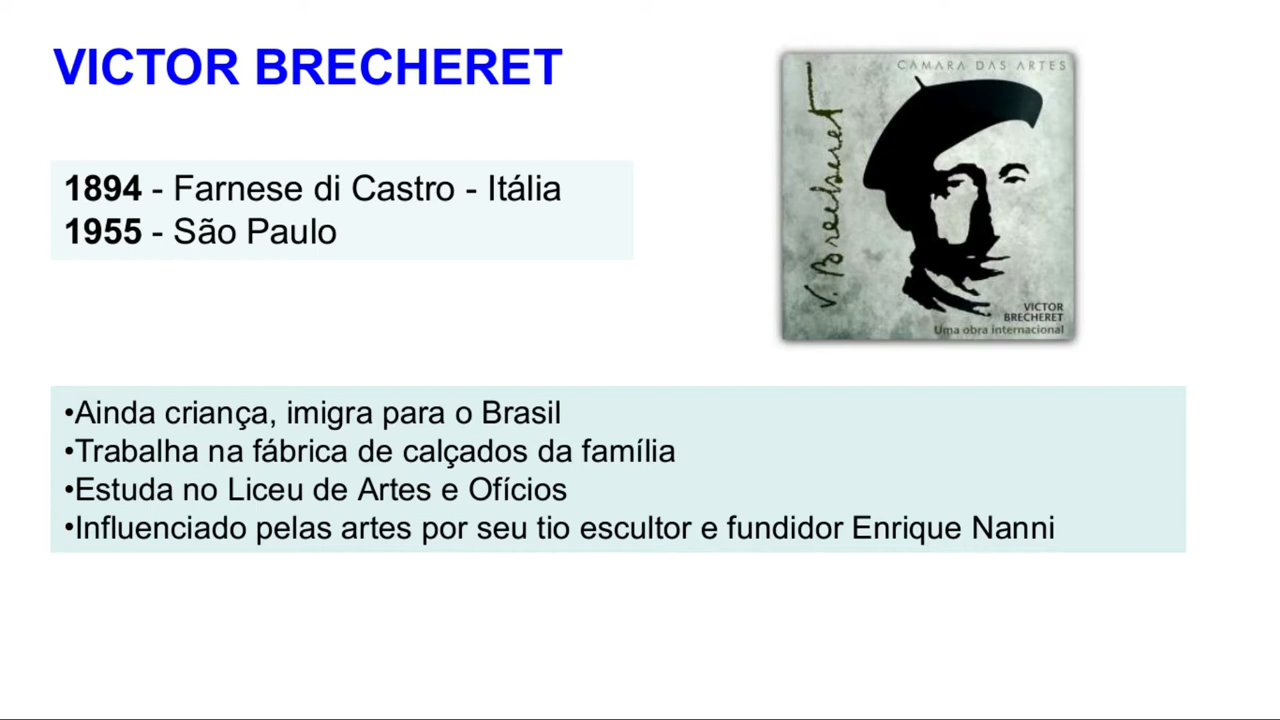 VICTOR BRECHERET
1894 - Farnese di Castro - Itália
1955 - São Paulo
CÂMARA DAS ARTES
V. Brecheret
VICTOR
BRECHERET
Uma obra internacional
•Ainda criança, imigra para o Brasil
•Trabalha na fábrica de calçados da família
•Estuda no Liceu de Artes e Ofícios
•Influenciado pelas artes por seu tio escultor e fundidor Enrique Nanni